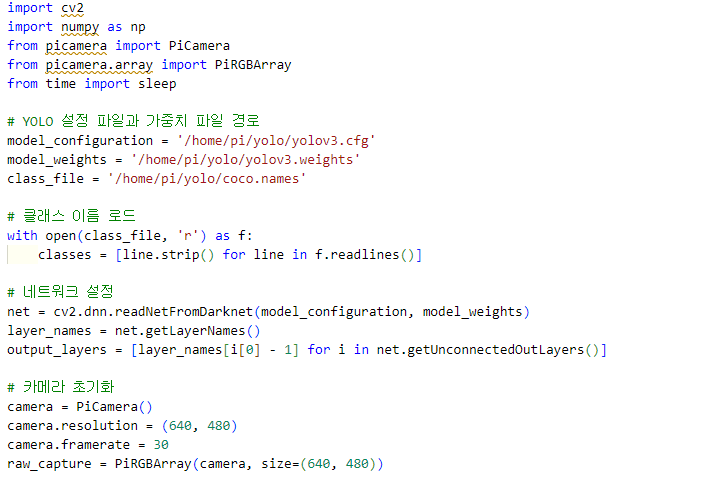 import cv2
import numpy as np
from picamera import PiCamera
from picamera.array import PiRGBArray
from time import sleep

# YOLO 설정 파일과 가중치 파일 경로
model_configuration = '/home/pi/yolo/yolov3.cfg'
model_weights = '/home/pi/yolo/yolov3.weights'
class_file = '/home/pi/yolo/coco.names'

# 클래스 이름 로드
with open(class_file, 'r') as f:
    classes = [line.strip() for line in f.readlines()]

# 네트워크 설정
net = cv2.dnn.readNetFromDarknet(model_configuration, model_weights)
layer_names = net.getLayerNames()
output_layers = [layer_names[i[0] - 1] for i in net.getUnconnectedOutLayers()]

# 카메라 초기화
camera = PiCamera()
camera.resolution = (640, 480)
camera.framerate = 30
raw_capture = PiRGBArray(camera, size=(640, 480))